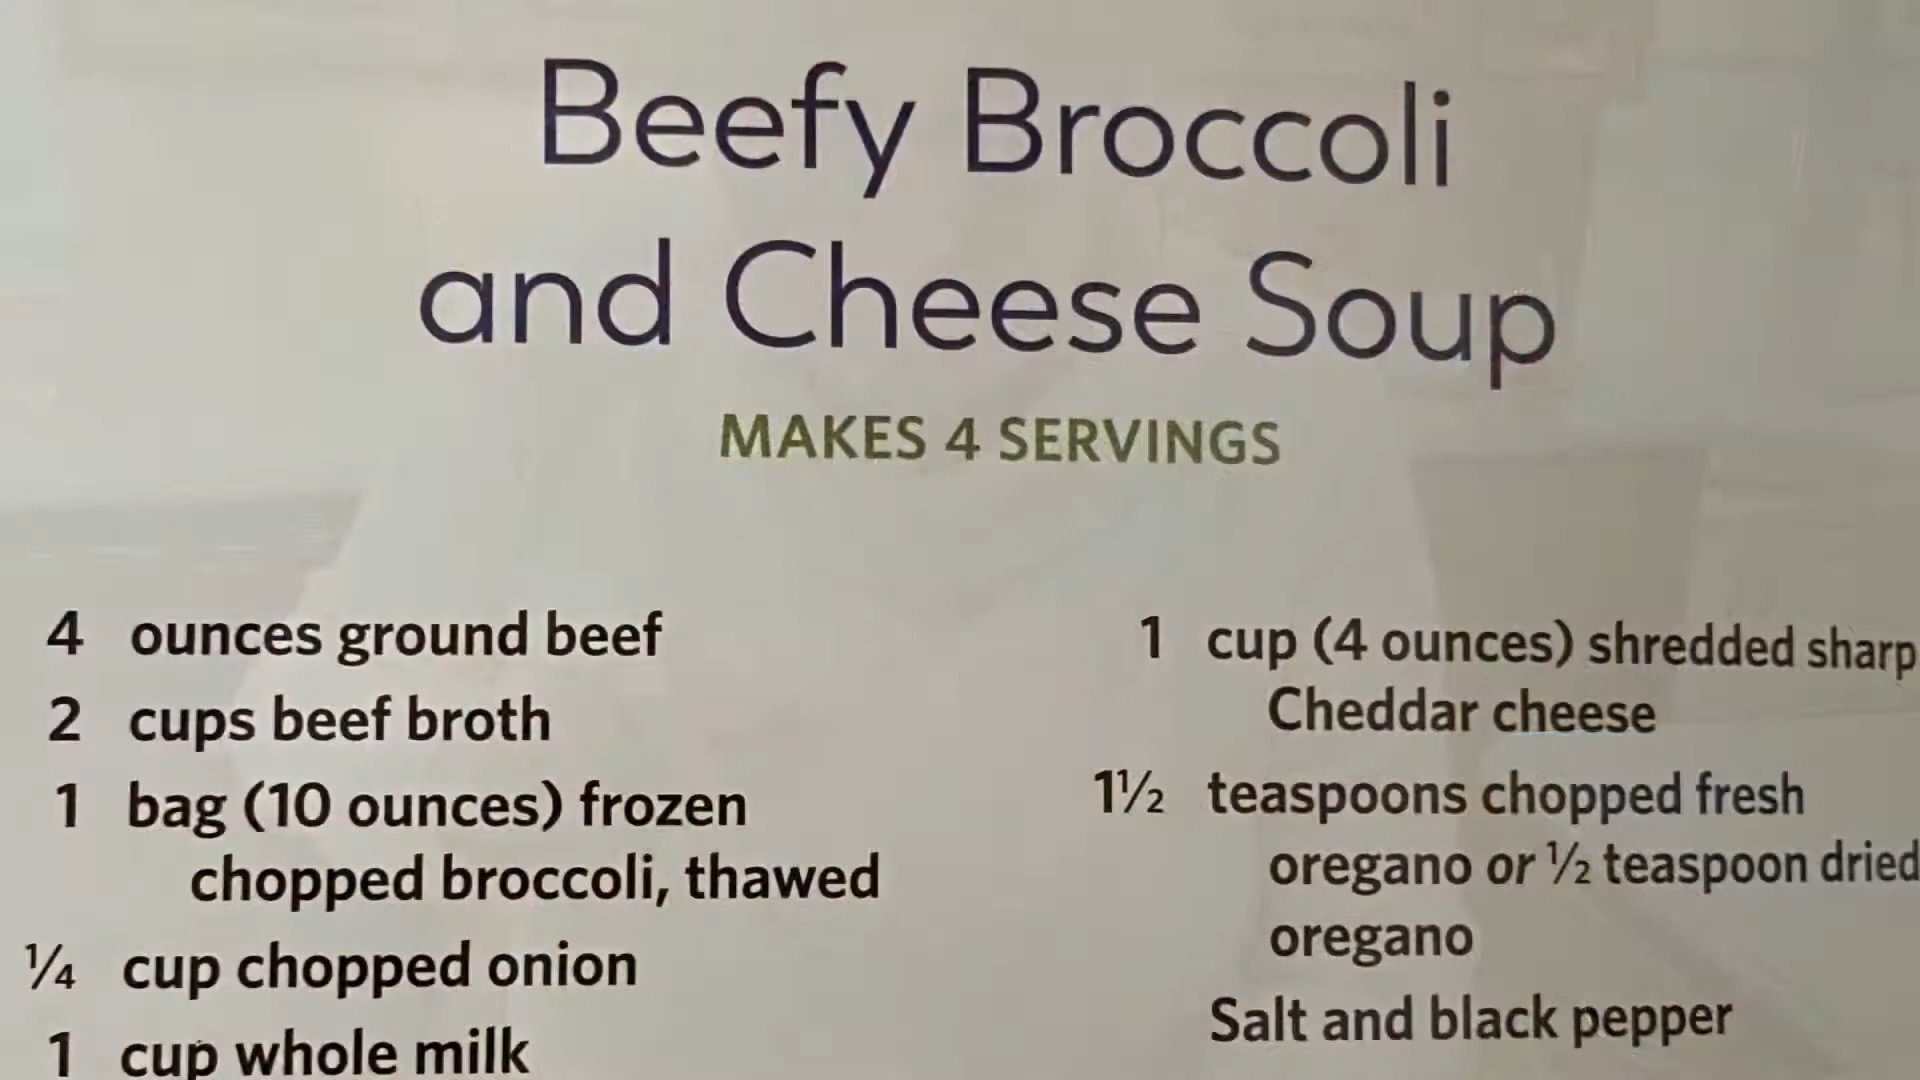 Beefy Broccoli
and Cheese Soup
MAKES 4 SERVINGS
4 ounces ground beef
2 cups beef broth
1 bag (10 ounces) frozen
chopped broccoli, thawed
¼ cup chopped onion
1 cup whole milk
1 cup (4 ounces) shredded sharp
Cheddar cheese
1½ teaspoons chopped fresh
oregano or ½ teaspoon dried
oregano
Salt and black pepper